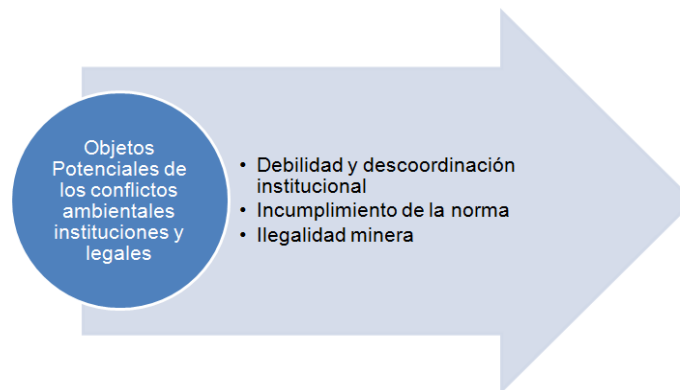 Objetos
Potenciales de
los conflictos
ambientales
instituciones y
legales
• Debilidad y descoordinación
institucional
• Incumplimiento de la norma
• Ilegalidad minera